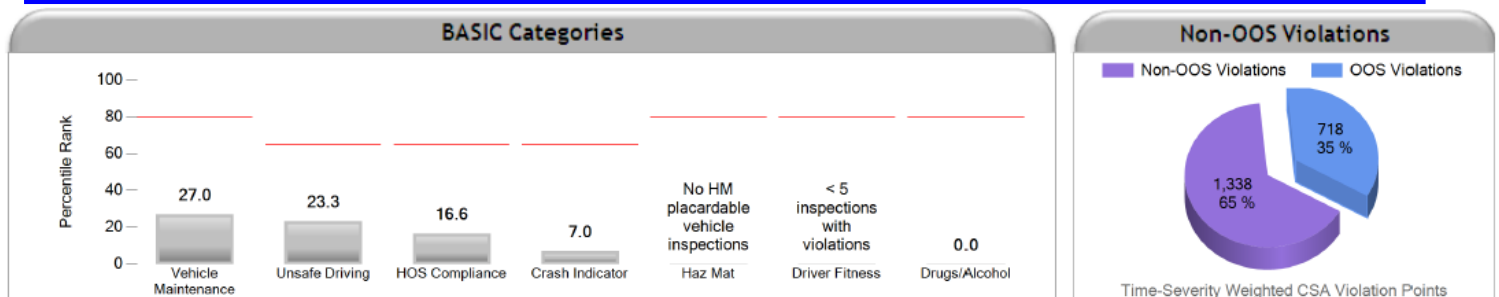 BASIC Categories
Percentile Rank
100
80
60
40
20
0
27.0
23.3
16.6
7.0
No HM
placardable
vehicle
inspections
< 5
inspections
with
violations
0.0
Vehicle
Maintenance
Unsafe Driving
HOS Compliance
Crash Indicator
Haz Mat
Driver Fitness
Drugs/Alcohol
Non-OOS Violations
Non-OOS Violations
OOS Violations
718
35 %
1,338
65 %
Time-Severity Weighted CSA Violation Points